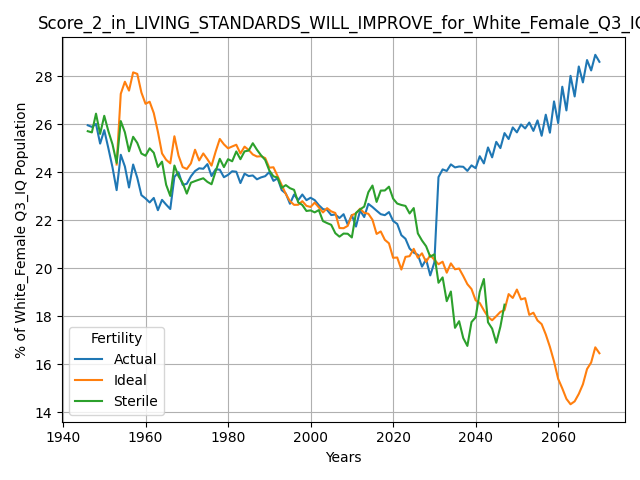 Score_2_in_LIVING_STANDARDS_WILL_IMPROVE_for_White_Female_Q3_IQ
% of White_Female Q3_IQ Population
28
26
24
22
20
18
16
14
Fertility
Actual
Ideal
Sterile
1940
1960
1980
2000
2020
2040
2060
Years